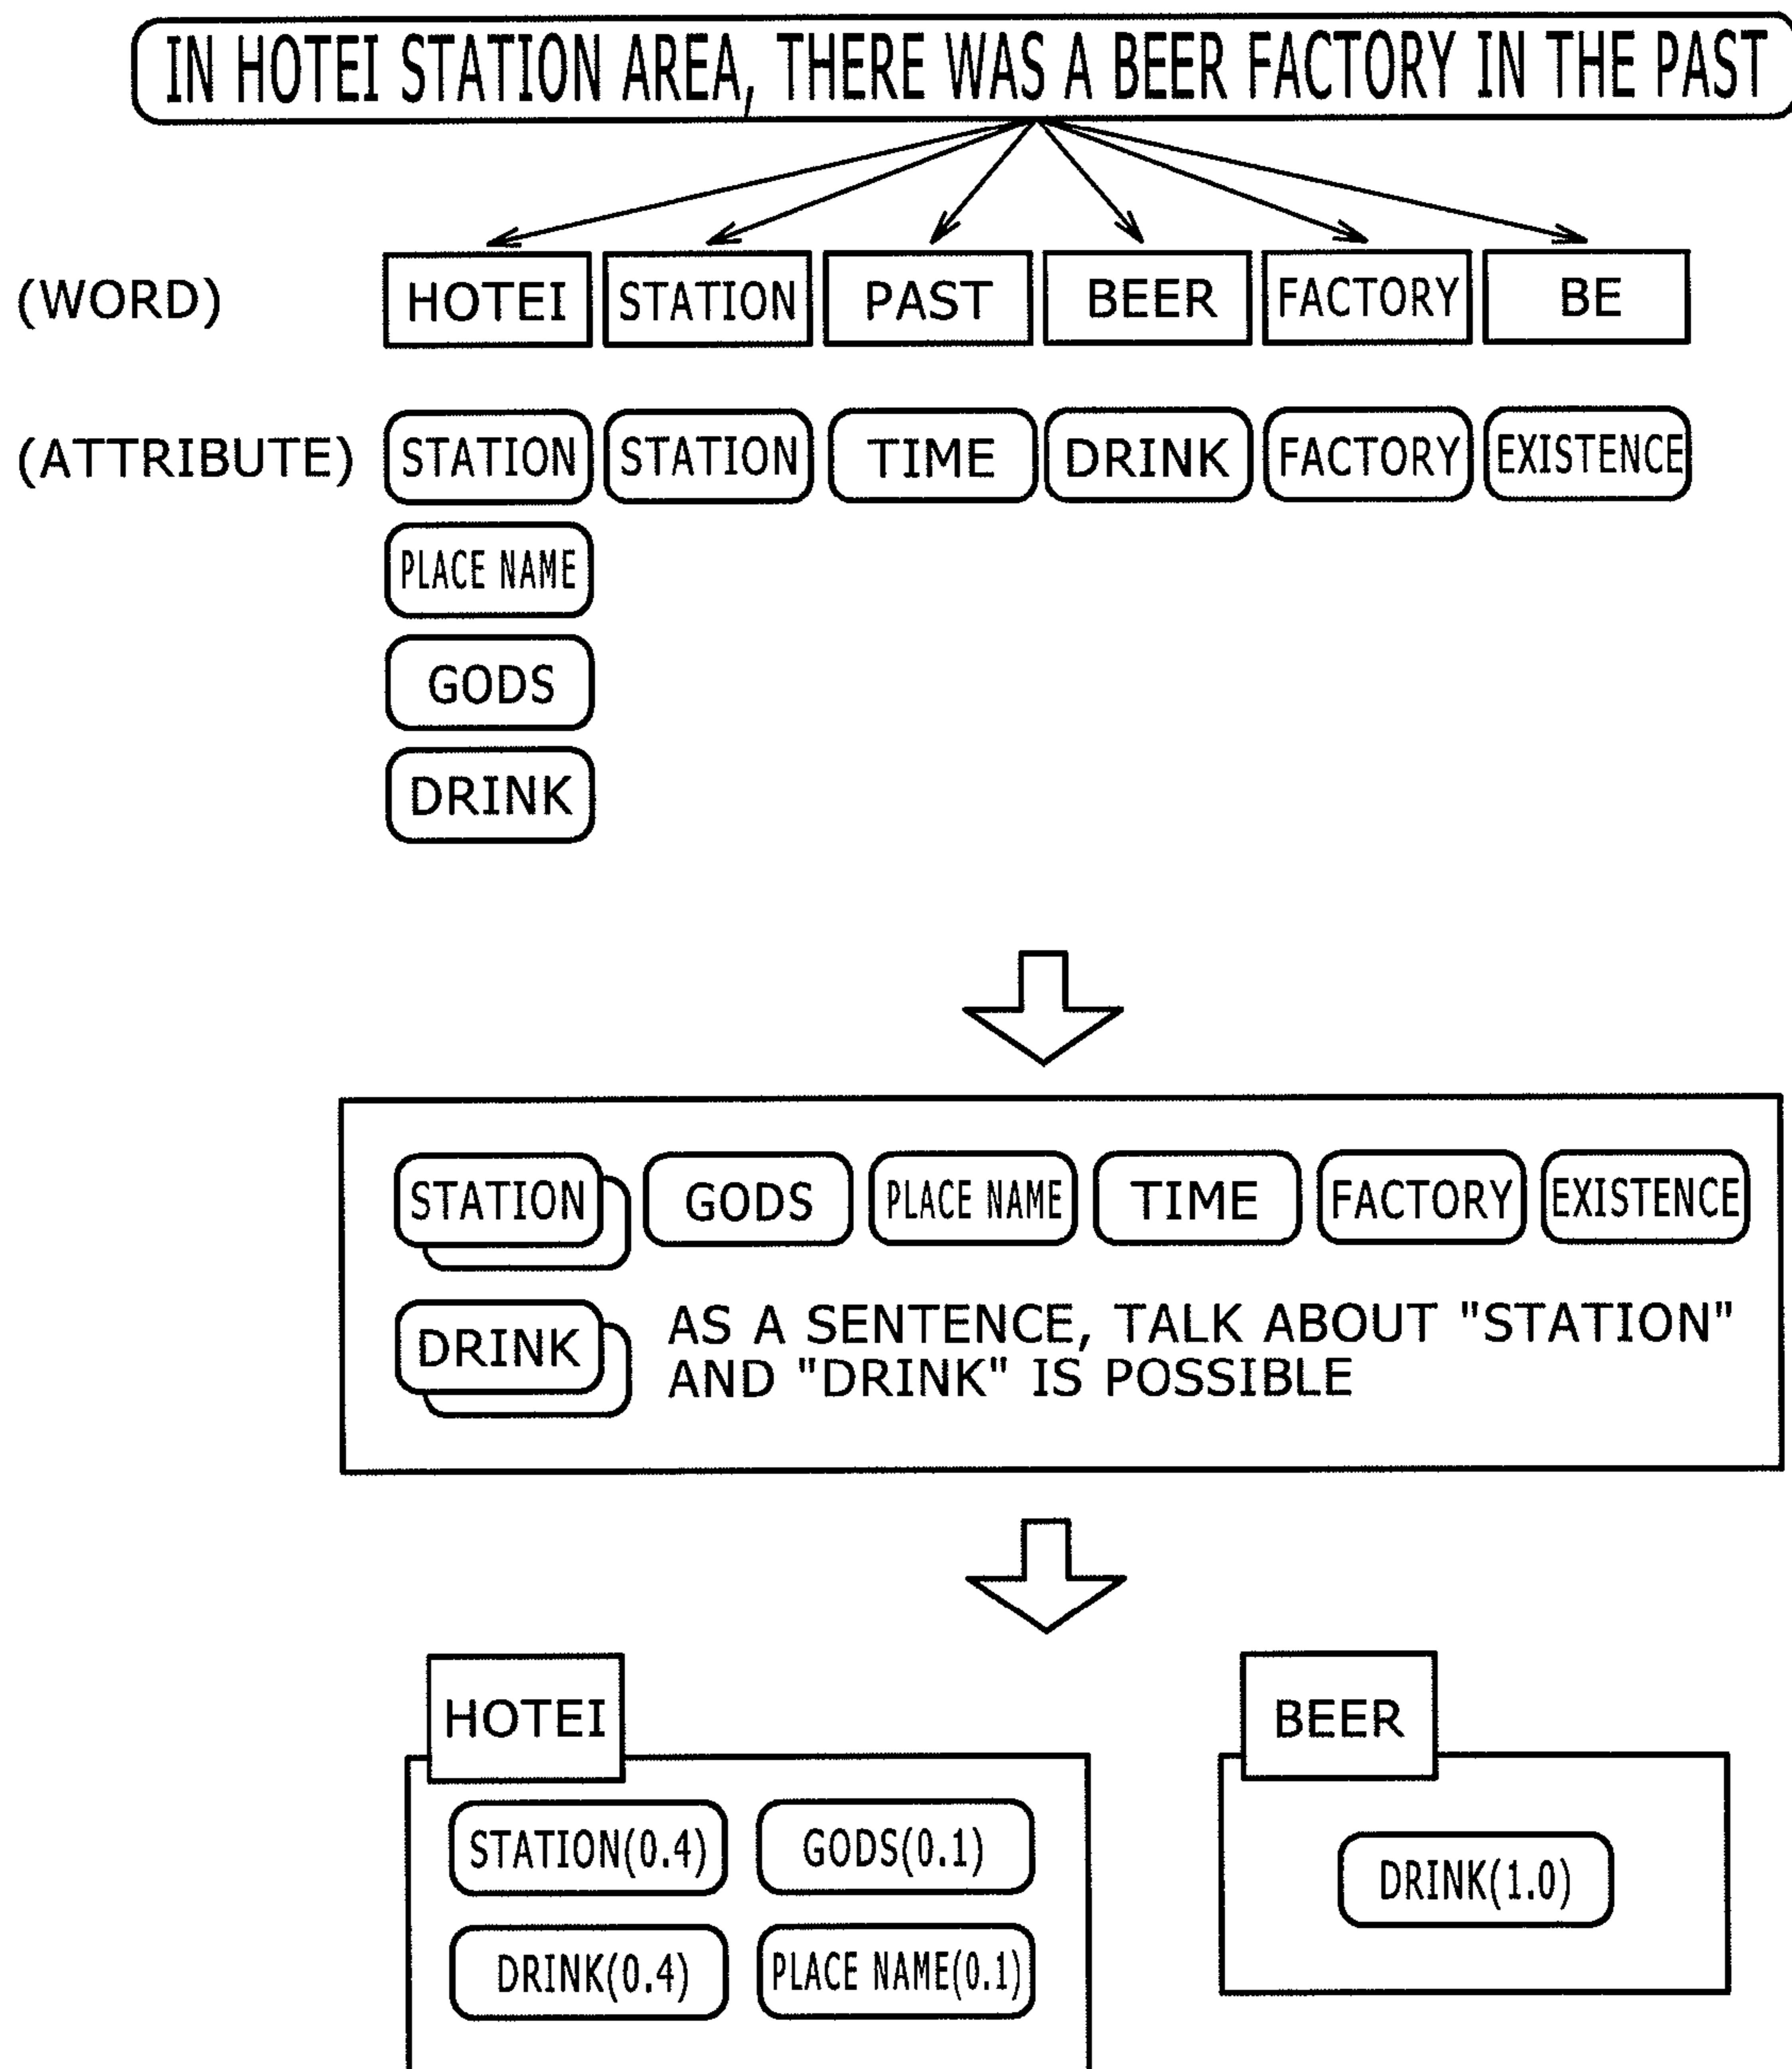 IN HOTEI STATION AREA, THERE WAS A BEER FACTORY IN THE PAST
(WORD) HOTEI STATION PAST BEER FACTORY BE
(ATTRIBUTE) STATION STATION TIME DRINK FACTORY EXISTENCE
PLACE NAME
GODS
DRINK
STATION GODS PLACE NAME TIME FACTORY EXISTENCE
DRINK
AS A SENTENCE, TALK ABOUT "STATION"
AND "DRINK" IS POSSIBLE
HOTEI
STATION(0.4) GODS(0.1)
DRINK(0.4) PLACE NAME(0.1)
BEER
DRINK(1.0)